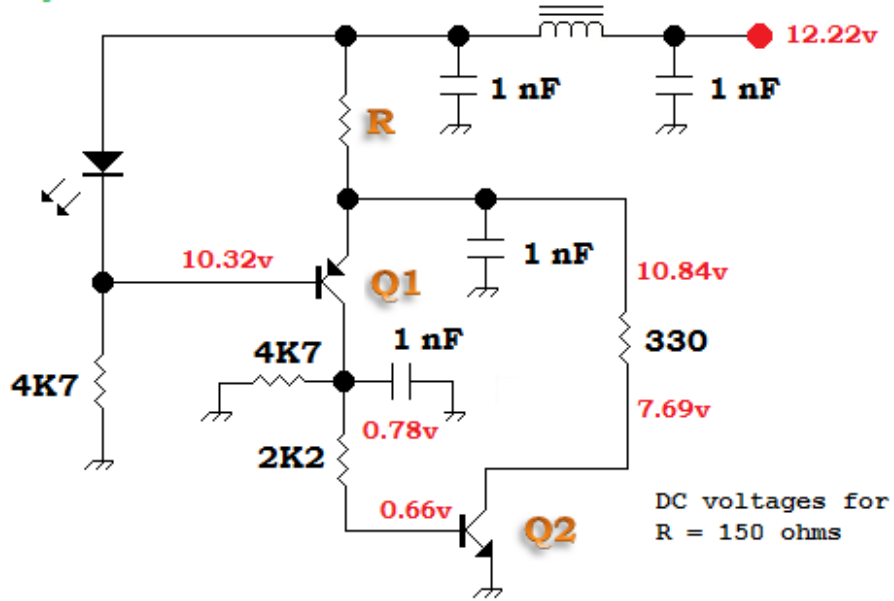 12.22v
1 nF
1 nF
R
10.32v
Q1
1 nF
10.84v
4K7
4K7
1 nF
330
0.78v
7.69v
2K2
0.66v
Q2
DC voltages for
R = 150 ohms